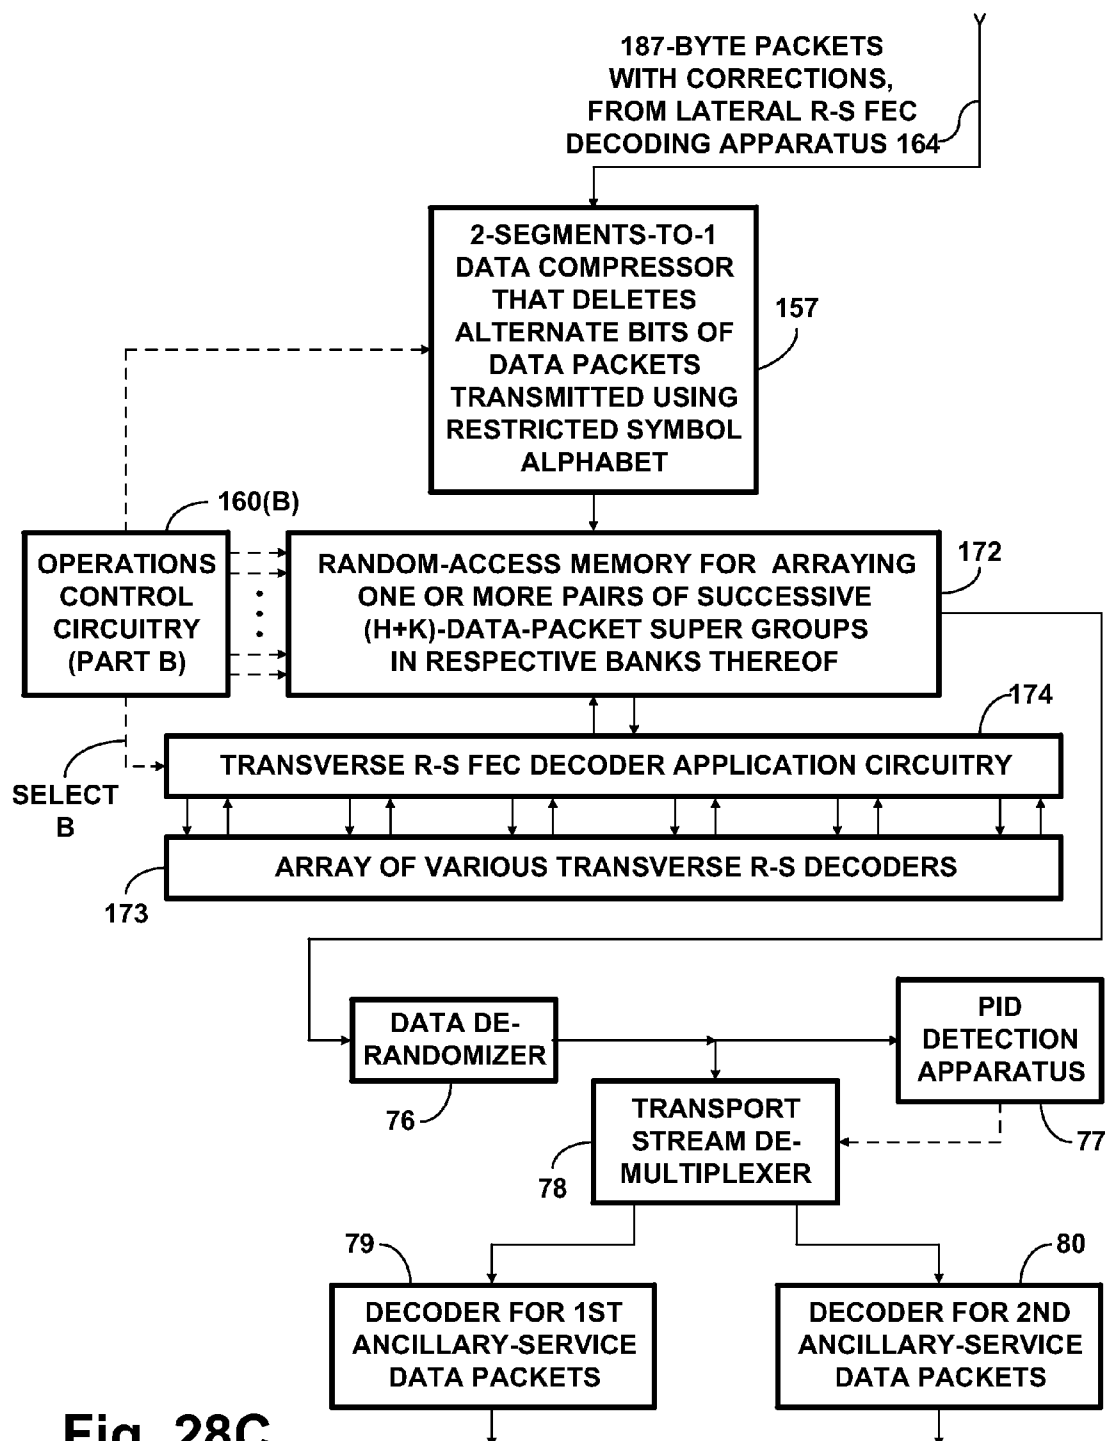 187-BYTE PACKETS
WITH CORRECTIONS,
FROM LATERAL R-S FEC
DECODING APPARATUS 164
2-SEGMENTS-TO-1
DATA COMPRESSOR
THAT DELETES
ALTERNATE BITS OF
DATA PACKETS
TRANSMITTED USING
RESTRICTED SYMBOL
ALPHABET
157
160(B)
OPERATIONS
CONTROL
CIRCUITRY
(PART B)
RANDOM-ACCESS MEMORY FOR ARRAYING
ONE OR MORE PAIRS OF SUCCESSIVE
(H+K)-DATA-PACKET SUPER GROUPS
IN RESPECTIVE BANKS THEREOF
172
174
TRANSVERSE R-S FEC DECODER APPLICATION CIRCUITRY
SELECT
B
ARRAY OF VARIOUS TRANSVERSE R-S DECODERS
173
DATA DE-
RANDOMIZER
76
PID
DETECTION
APPARATUS
77
TRANSPORT
STREAM DE-
MULTIPLEXER
78
79
80
DECODER FOR 1ST
ANCILLARY-SERVICE
DATA PACKETS
DECODER FOR 2ND
ANCILLARY-SERVICE
DATA PACKETS
Fig. 28C